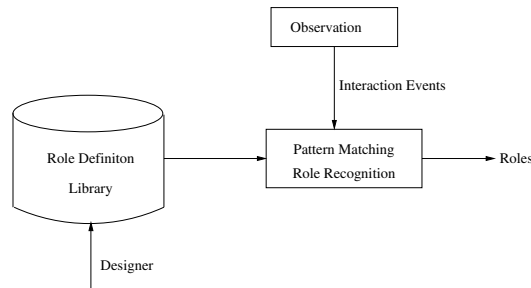 Observation
Interaction Events
Role Definiton
Library
Pattern Matching
Role Recognition
Roles
Designer